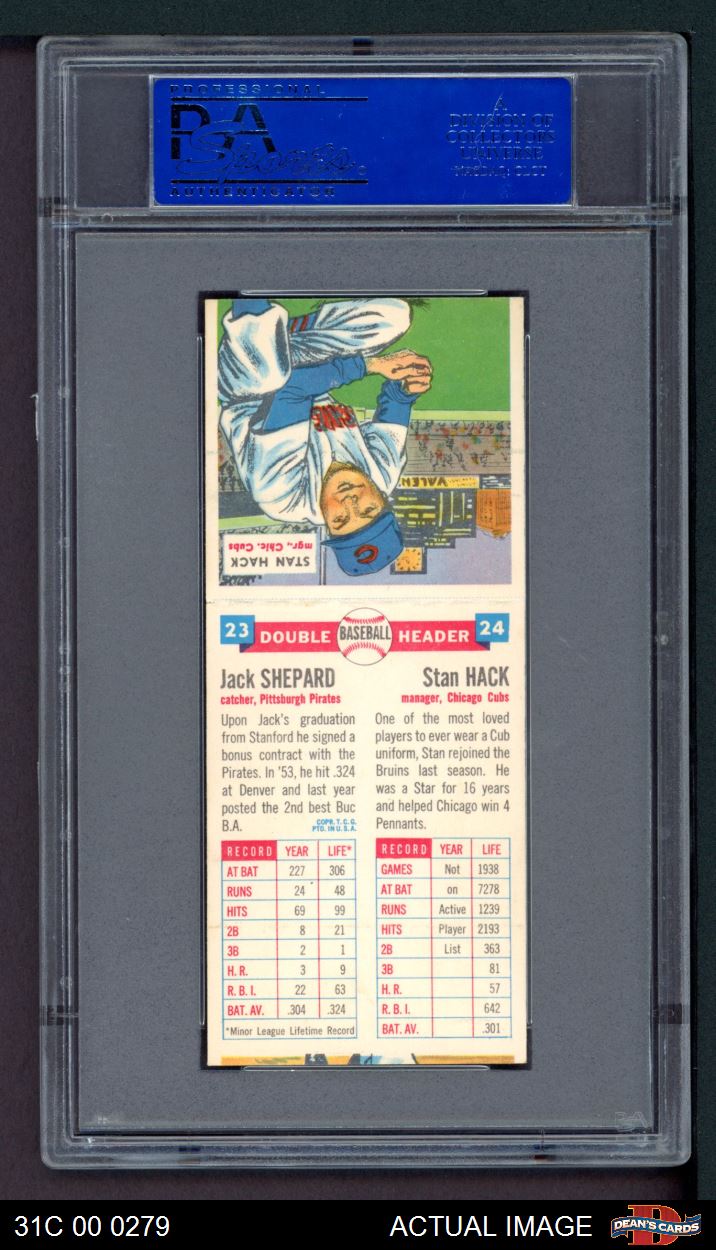 PROFESSIONAL
PSA
Sports
AUTHENTICATOR
A
DIVISION OF
COLLECTORS
UNIVERSE
NASDAQ: CLCT
CUBS
VALEN
C
STAN HACK
mgr., Chic. Cubs
23 DOUBLE BASEBALL HEADER 24
Jack SHEPARD
catcher, Pittsburgh Pirates
Upon Jack's graduation
from Stanford he signed a
bonus contract with the
Pirates. In '53, he hit .324
at Denver and last year
posted the 2nd best Buc
B.A.
COPR. T. C. G.
PTD. IN U. S. A.
RECORD YEAR LIFE*
AT BAT 227 306
RUNS 24 48
HITS 69 99
2B 8 21
3B 2 1
H. R. 3 9
R. B. I. 22 63
BAT. AV. .304 .324
*Minor League Lifetime Record
Stan HACK
manager, Chicago Cubs
One of the most loved
players to ever wear a Cub
uniform, Stan rejoined the
Bruins last season. He
was a Star for 16 years
and helped Chicago win 4
Pennants.
RECORD YEAR LIFE
GAMES Not 1938
AT BAT on 7278
RUNS Active 1239
HITS Player 2193
2B List 363
3B 81
H. R. 57
R. B. I. 642
BAT. AV. .301
PSA
31C 00 0279
ACTUAL IMAGE
D
DEAN'S CARDS